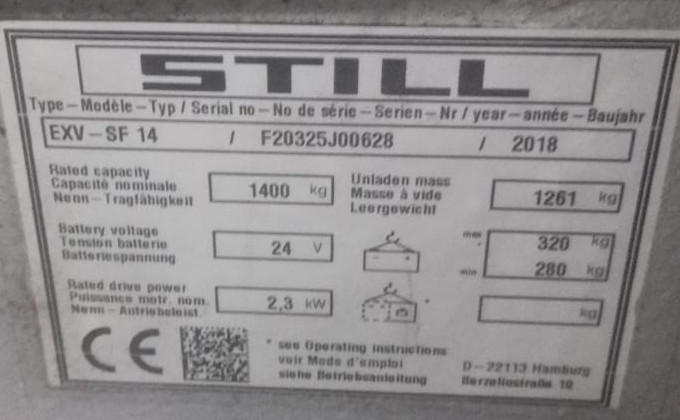 STILL
Type – Modèle – Typ / Serial no – No de série – Serien – Nr / year – année – Baujahr
EXV – SF 14 / F20325J00628 / 2018
Rated capacity
Capacité nominale
Nenn – Tragfähigkeit
1400 kg
Unladen mass
Masse à vide
Leergewicht
1261 kg
Battery voltage
Tension batterie
Batteriespannung
24 V
max 320 kg
min 280 kg
Rated drive power
Puissance motr. nom.
Nenn – Antriebsleist.
2,3 kW
*
kg
CE
* see Operating instructions
voir Mode d'emploi
siehe Betriebsanleitung
D – 22113 Hamburg
Berzeliusstraße 10